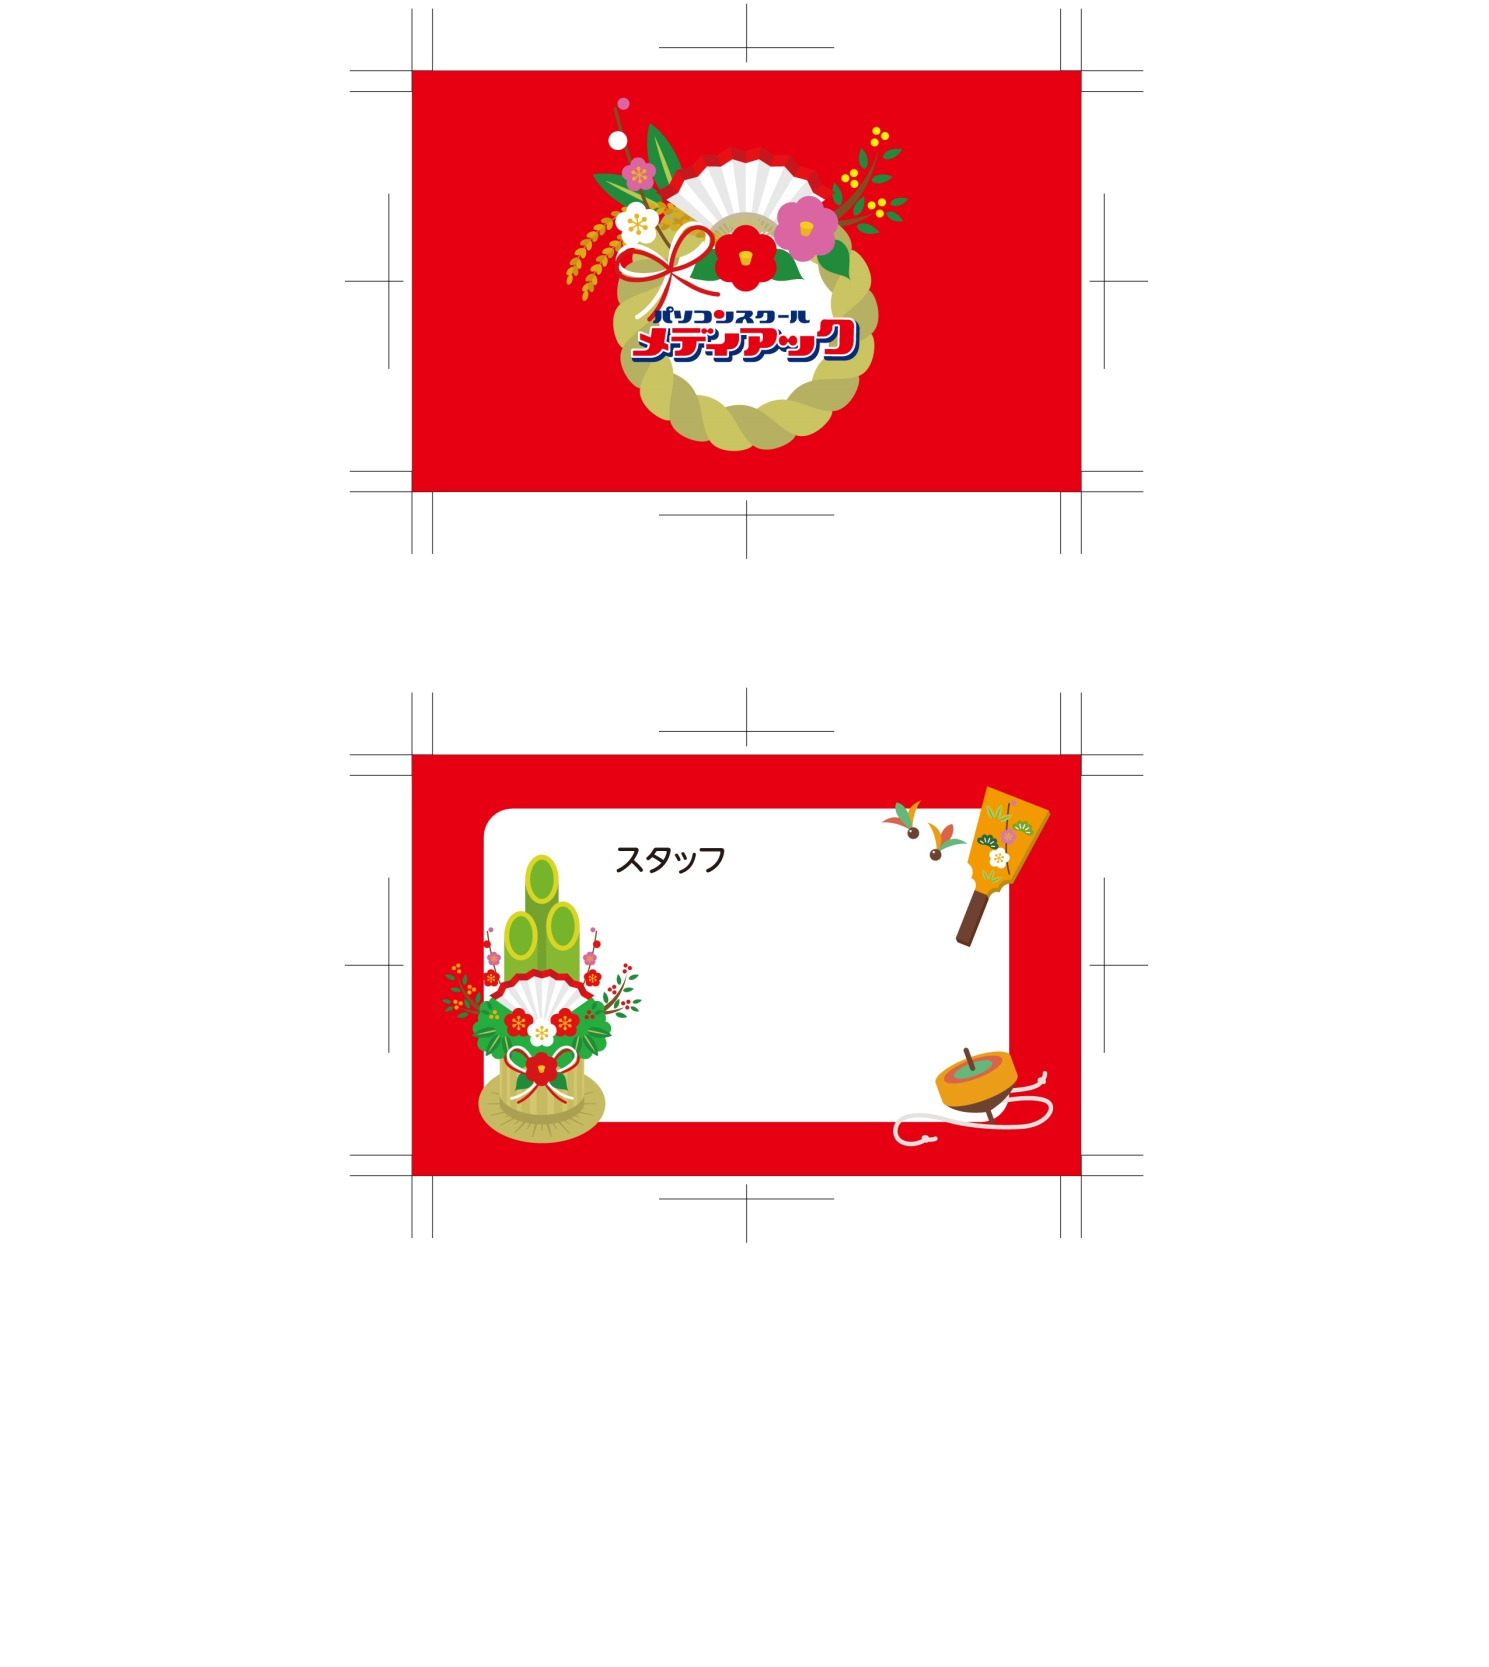 パソコンスクール
メディアック
スタッフ